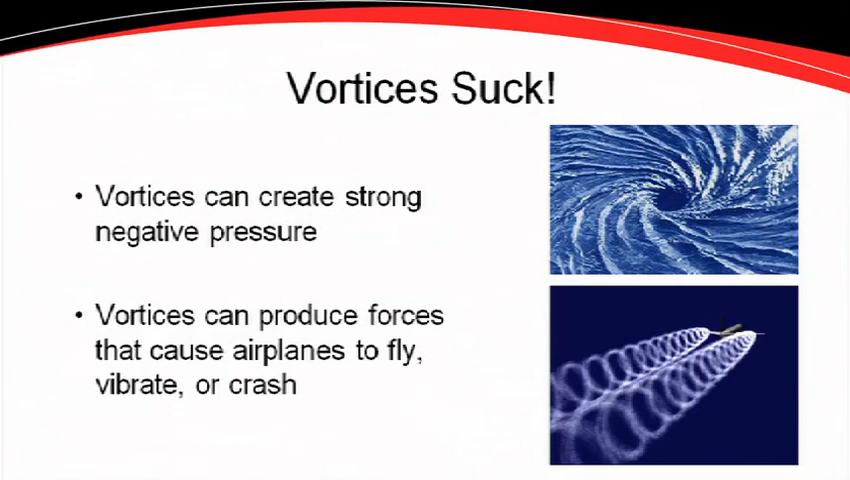 Vortices Suck!
• Vortices can create strong
negative pressure
• Vortices can produce forces
that cause airplanes to fly,
vibrate, or crash